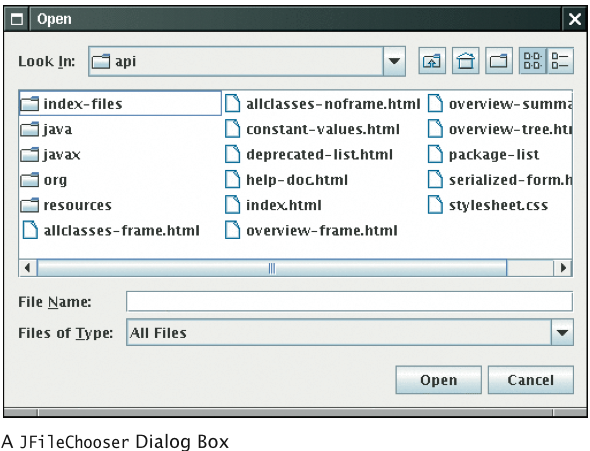 Open
Look In: api
index-files allclasses-noframe.html overview-summa
java constant-values.html overview-tree.htm
javax deprecated-list.html package-list
org help-doc.html serialized-form.h
resources index.html stylesheet.css
allclasses-frame.html overview-frame.html
File Name:
Files of Type: All Files
Open Cancel
A JFileChooser Dialog Box